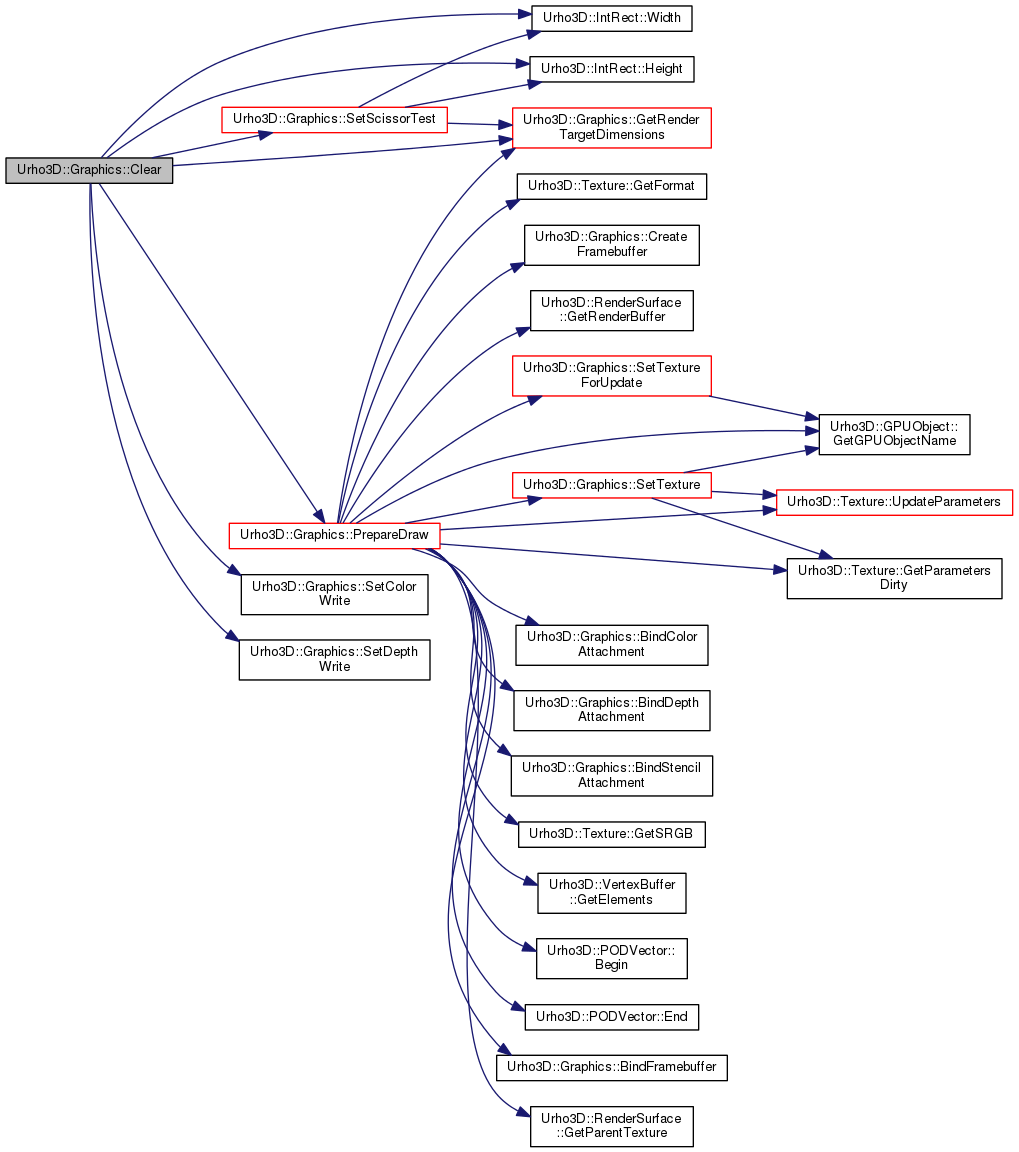 Urho3D::IntRect::Width
Urho3D::IntRect::Height
Urho3D::Graphics::SetScissorTest
Urho3D::Graphics::GetRender
TargetDimensions
Urho3D::Graphics::Clear
Urho3D::Texture::GetFormat
Urho3D::Graphics::Create
Framebuffer
Urho3D::RenderSurface
::GetRenderBuffer
Urho3D::Graphics::SetTexture
ForUpdate
Urho3D::GPUObject::
GetGPUObjectName
Urho3D::Graphics::SetTexture
Urho3D::Texture::UpdateParameters
Urho3D::Graphics::PrepareDraw
Urho3D::Texture::GetParameters
Dirty
Urho3D::Graphics::SetColor
Write
Urho3D::Graphics::BindColor
Attachment
Urho3D::Graphics::SetDepth
Write
Urho3D::Graphics::BindDepth
Attachment
Urho3D::Graphics::BindStencil
Attachment
Urho3D::Texture::GetSRGB
Urho3D::VertexBuffer
::GetElements
Urho3D::PODVector::
Begin
Urho3D::PODVector::End
Urho3D::Graphics::BindFramebuffer
Urho3D::RenderSurface
::GetParentTexture